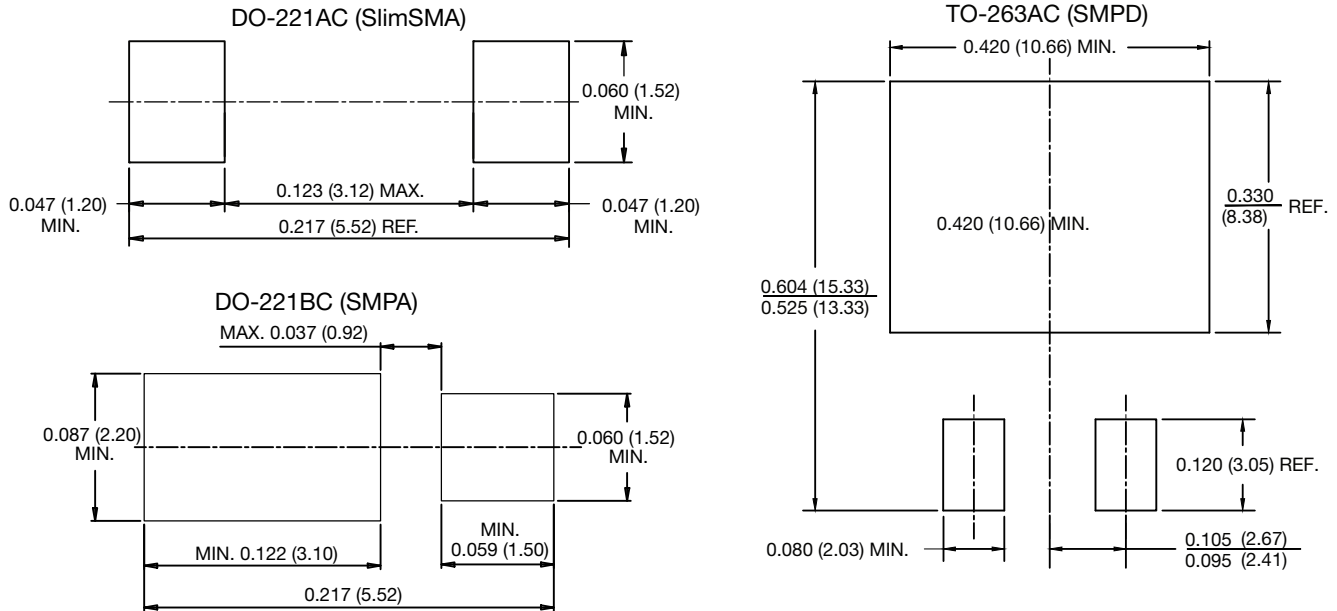 DO-221AC (SlimSMA)
0.060 (1.52)
MIN.
0.123 (3.12) MAX.
0.047 (1.20)
MIN.
0.047 (1.20)
MIN.
0.217 (5.52) REF.
DO-221BC (SMPA)
MAX. 0.037 (0.92)
0.087 (2.20)
MIN.
0.060 (1.52)
MIN.
MIN. 0.122 (3.10)
MIN.
0.059 (1.50)
0.217 (5.52)
TO-263AC (SMPD)
0.420 (10.66) MIN.
0.330
(8.38) REF.
0.420 (10.66) MIN.
0.604 (15.33)
0.525 (13.33)
0.120 (3.05) REF.
0.080 (2.03) MIN.
0.105 (2.67)
0.095 (2.41)